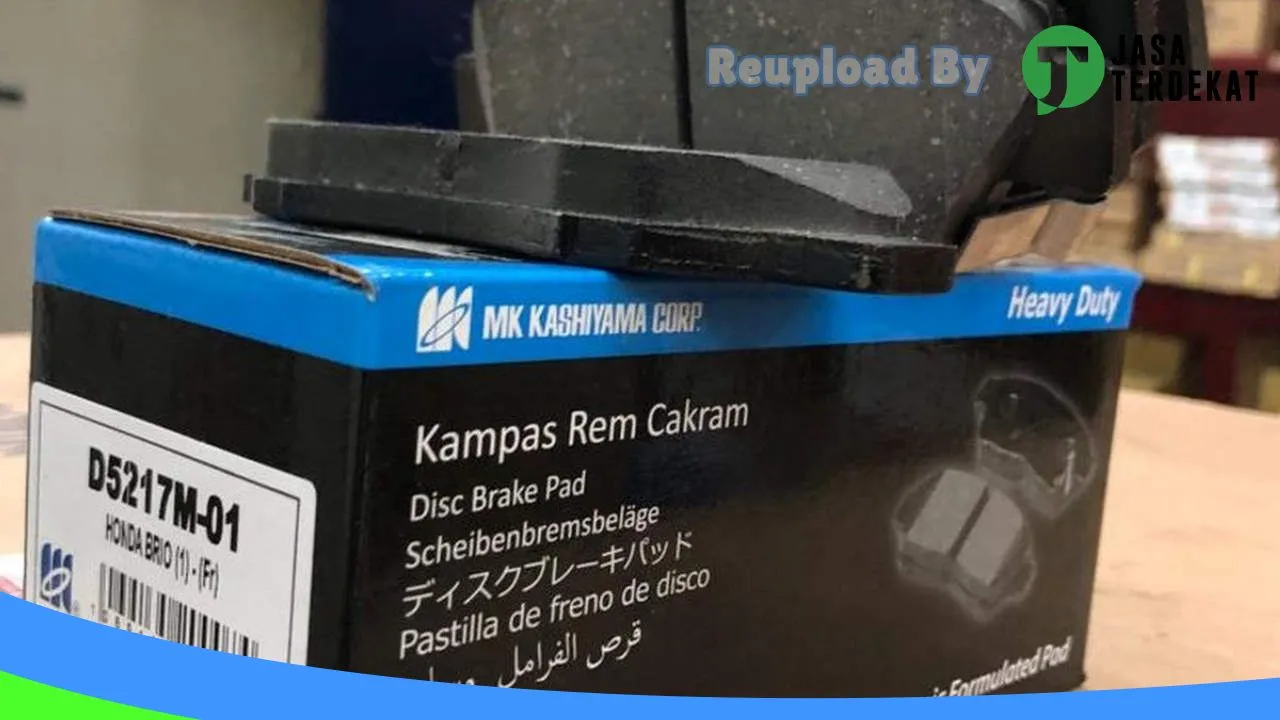 Reupload By
JASA
TERDEKAT
MK KASHIYAMA CORP.
Heavy Duty
Kampas Rem Cakram
Disc Brake Pad
Scheibenbremsbeläge
ディスクブレーキパッド
Pastilla de freno de disco
قرص الفرامل
Formulated Pad
D5217M-01
HONDA BRIO (1) - (Fr)